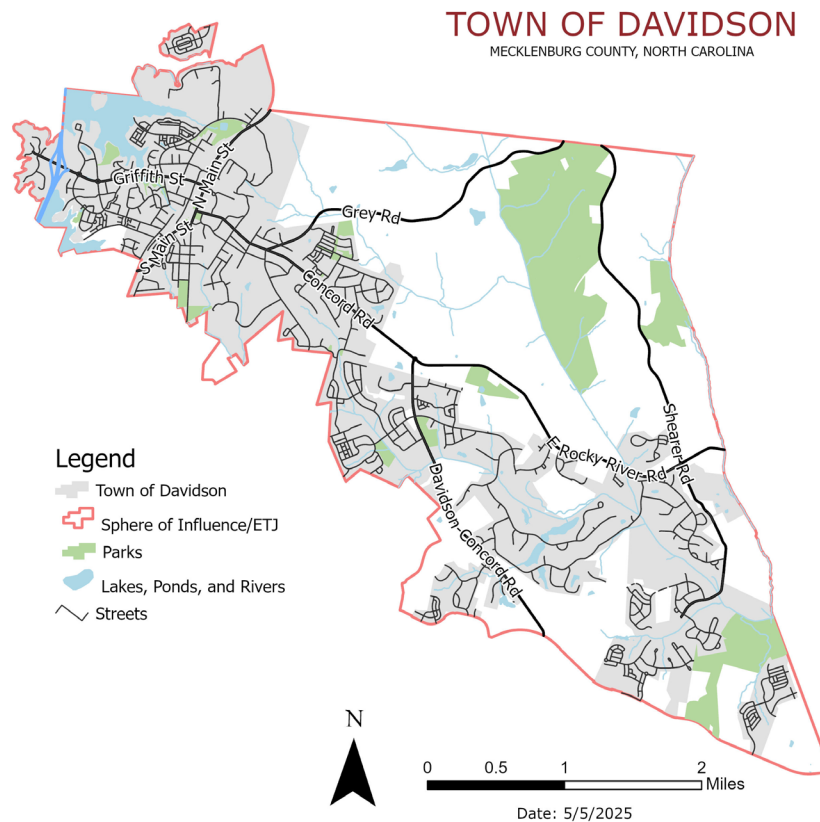 TOWN OF DAVIDSON
MECKLENBURG COUNTY, NORTH CAROLINA
Griffith St
N Main St
S Main St
Grey Rd
Concord Rd
Shearer Rd
E Rocky River Rd
Davidson-Concord Rd.
Legend
Town of Davidson
Sphere of Influence/ETJ
Parks
Lakes, Ponds, and Rivers
Streets
N
0 0.5 1 2
Miles
Date: 5/5/2025